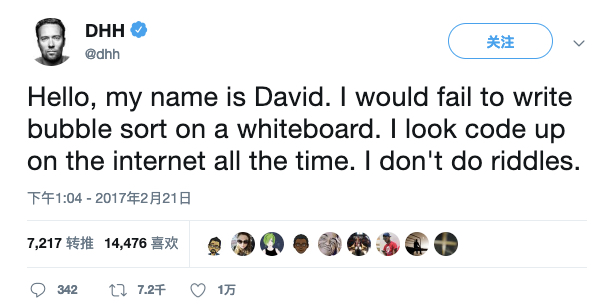 DHH
@dhh
关注
Hello, my name is David. I would fail to write
bubble sort on a whiteboard. I look code up
on the internet all the time. I don't do riddles.
下午1:04 - 2017年2月21日
7,217 转推 14,476 喜欢
342 7.2千 1万